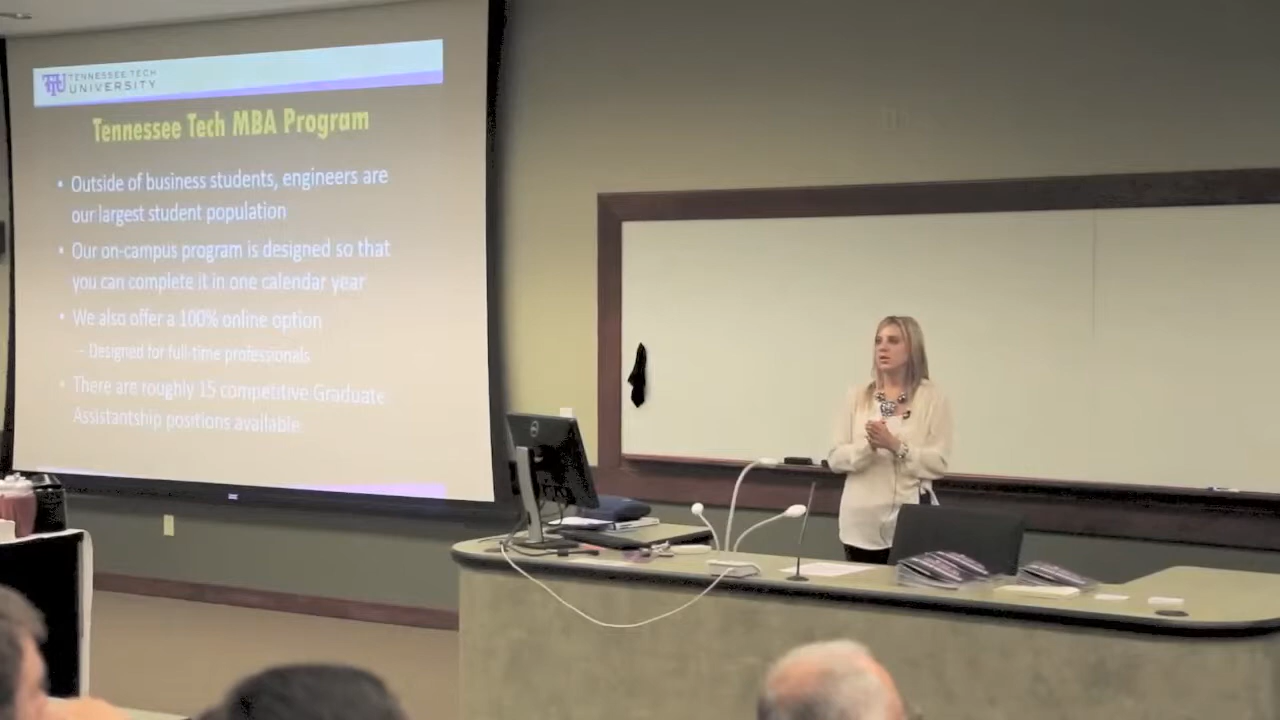 TTU TENNESSEE TECH
UNIVERSITY
Tennessee Tech MBA Program
• Outside of business students, engineers are
our largest student population
• Our on-campus program is designed so that
you can complete it in one calendar year
• We also offer a 100% online option
– Designed for full-time professionals
• There are roughly 15 competitive Graduate
Assistantship positions available.
DELL